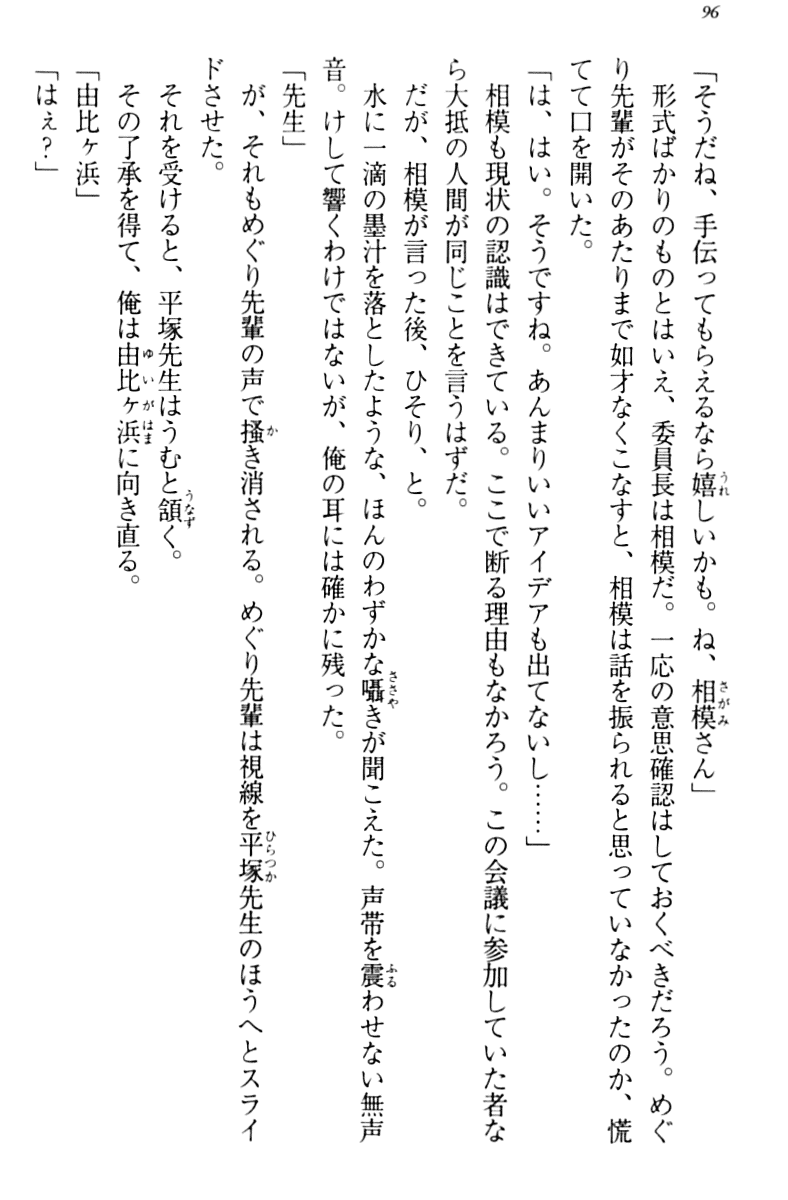 96
「そうだね、手伝ってもらえるなら嬉しいかも。ね、相模さん」
形式ばかりのものとはいえ、委員長は相模だ。一応の意思確認はしておくべきだろう。めぐ
り先輩がそのあたりまで如才なくこなすと、相模は話を振られると思っていなかったのか、慌
てて口を開いた。
「は、はい。そうですね。あんまりいいアイデアも出てないし……」
相模も現状の認識はできている。ここで断る理由もなかろう。この会議に参加していた者な
ら大抵の人間が同じことを言うはずだ。
だが、相模が言った後、ひそり、と。
水に一滴の墨汁を落としたような、ほんのわずかな囁きが聞こえた。声帯を震わせない無声
音。けして響くわけではないが、俺の耳には確かに残った。
「先生」
が、それもめぐり先輩の声で掻き消される。めぐり先輩は視線を平塚先生のほうへとスライ
ドさせた。
それを受けると、平塚先生はうむと頷く。
その了承を得て、俺は由比ヶ浜に向き直る。
「由比ヶ浜」
「はぇ？」